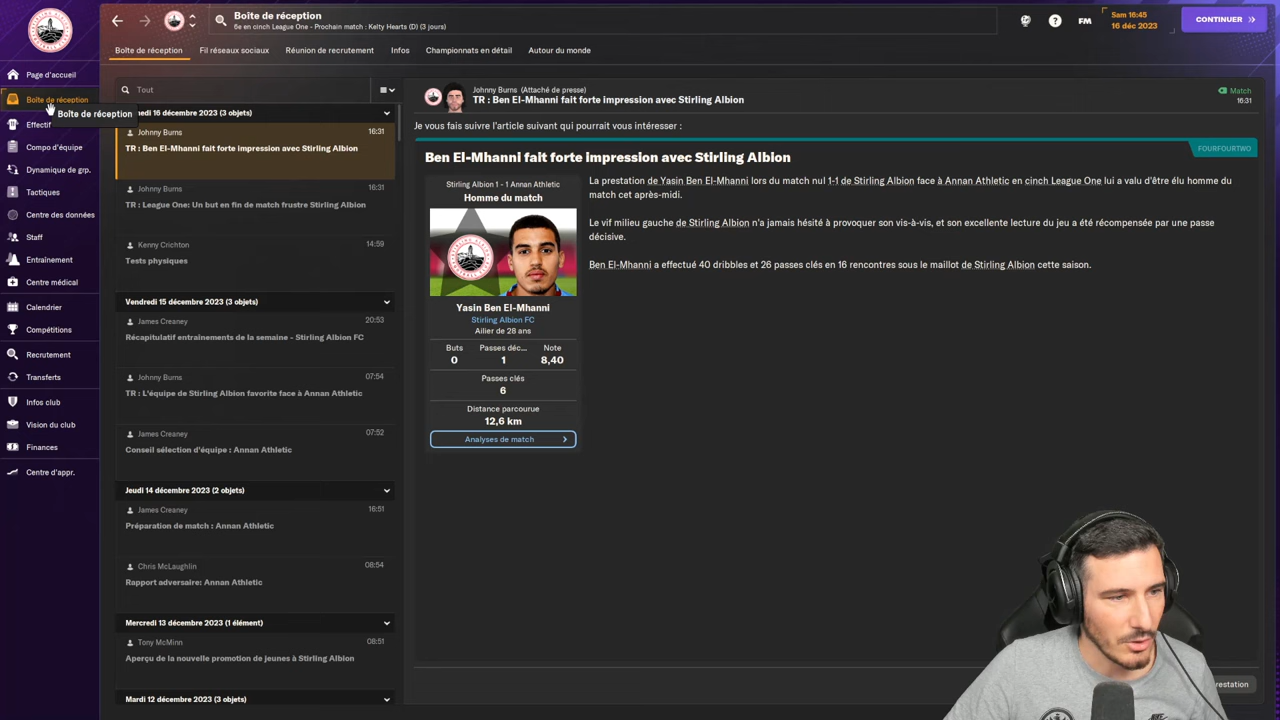 Boîte de réception
6e en cinch League One - Prochain match : Kelty Hearts (D) (3 jours)
FM
Sam 16:45
16 déc 2023
CONTINUER
Boîte de réception
Fil réseaux sociaux
Réunion de recrutement
Infos
Championnats en détail
Autour du monde
Page d'accueil
Boîte de réception
Boîte de réception
Effectif
Compo d'équipe
Dynamique de grp.
Tactiques
Centre des données
Staff
Entraînement
Centre médical
Calendrier
Compétitions
Recrutement
Transferts
Infos club
Vision du club
Finances
Centre d'appr.
Tout
nedi 16 décembre 2023 (3 objets)
Johnny Burns
16:31
TR : Ben El-Mhanni fait forte impression avec Stirling Albion
Johnny Burns
16:31
TR : League One: Un but en fin de match frustre Stirling Albion
Kenny Crichton
14:59
Tests physiques
Vendredi 15 décembre 2023 (3 objets)
James Creaney
20:53
Récapitulatif entraînements de la semaine - Stirling Albion FC
Johnny Burns
07:54
TR : L'équipe de Stirling Albion favorite face à Annan Athletic
James Creaney
07:52
Conseil sélection d'équipe : Annan Athletic
Jeudi 14 décembre 2023 (2 objets)
James Creaney
16:51
Préparation de match : Annan Athletic
Chris McLaughlin
08:54
Rapport adversaire: Annan Athletic
Mercredi 13 décembre 2023 (1 élément)
Tony McMinn
08:51
Aperçu de la nouvelle promotion de jeunes à Stirling Albion
Mardi 12 décembre 2023 (3 objets)
Johnny Burns (Attaché de presse)
TR : Ben El-Mhanni fait forte impression avec Stirling Albion
Match
16:31
Je vous fais suivre l'article suivant qui pourrait vous intéresser :
FOURFOURTWO
Ben El-Mhanni fait forte impression avec Stirling Albion
Stirling Albion 1 - 1 Annan Athletic
Homme du match
Yasin Ben El-Mhanni
Stirling Albion FC
Ailier de 28 ans
Buts
Passes déc...
Note
0
1
8,40
Passes clés
6
Distance parcourue
12,6 km
Analyses de match
La prestation de Yasin Ben El-Mhanni lors du match nul 1-1 de Stirling Albion face à Annan Athletic en cinch League One lui a valu d'être élu homme du
match cet après-midi.
Le vif milieu gauche de Stirling Albion n'a jamais hésité à provoquer son vis-à-vis, et son excellente lecture du jeu a été récompensée par une passe
décisive.
Ben El-Mhanni a effectué 40 dribbles et 26 passes clés en 16 rencontres sous le maillot de Stirling Albion cette saison.
restation